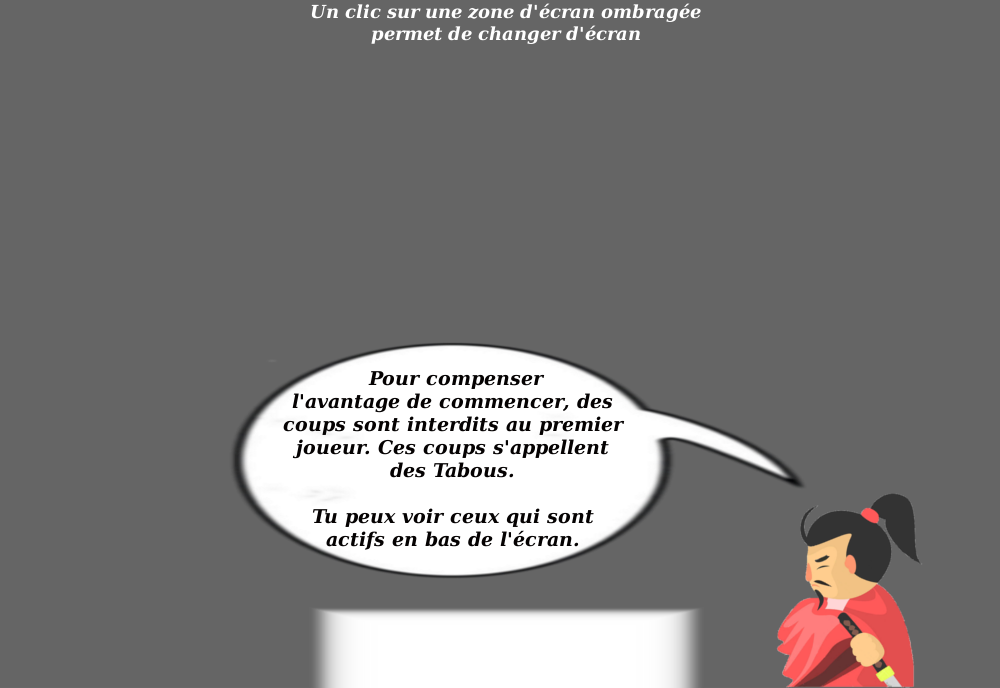 Un clic sur une zone d'écran ombragée
permet de changer d'écran
Pour compenser
l'avantage de commencer, des
coups sont interdits au premier
joueur. Ces coups s'appellent
des Tabous.
Tu peux voir ceux qui sont
actifs en bas de l'écran.